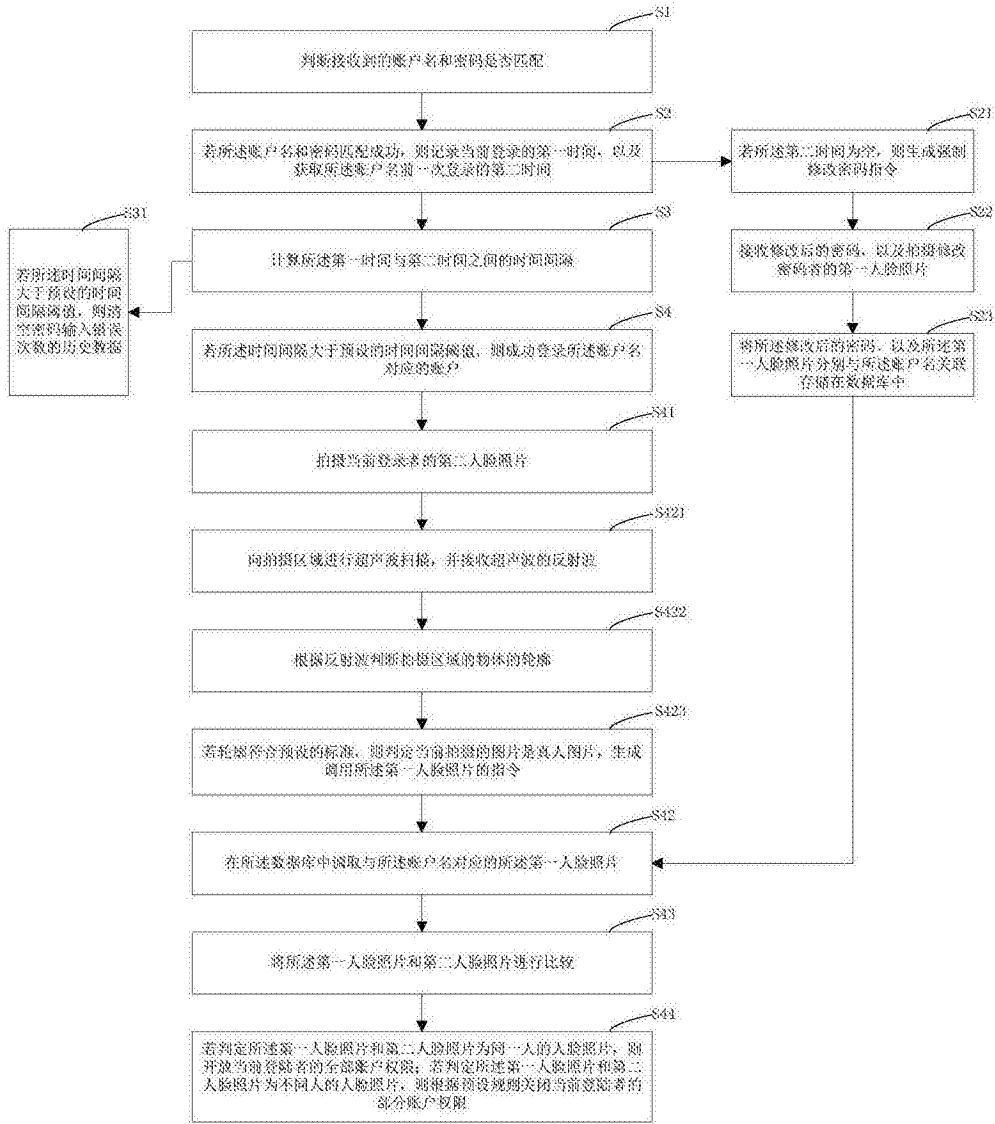 S1
判断接收到的账户名和密码是否匹配
S2
若所述账户名和密码匹配成功，则记录当前登录的第一时间，以及
获取所述账户名前一次登录的第二时间
S21
若所述第二时间为空，则生成强制
修改密码指令
S3
计算所述第一时间与第二时间之间的时间间隔
S31
若所述时间间隔
大于预设的时间
间隔阈值，则清
空密码输入错误
次数的历史数据
S22
接收修改后的密码，以及拍摄修改
密码者的第一人脸照片
S4
若所述时间间隔大于预设的时间间隔阈值，则成功登录所述账户名
对应的账户
S23
将所述修改后的密码，以及所述第
一人脸照片分别与所述账户名关联
存储在数据库中
S41
拍摄当前登录者的第二人脸照片
S421
向拍摄区域进行超声波扫描，并接收超声波的反射波
S422
根据反射波判断拍摄区域的物体的轮廓
S423
若轮廓符合预设的标准，则判定当前拍摄的图片是真人图片，生成
调用所述第一人脸照片的指令
S42
在所述数据库中读取与所述账户名对应的所述第一人脸照片
S43
将所述第一人脸照片和第二人脸照片进行比较
S44
若判定所述第一人脸照片和第二人脸照片为同一人的人脸照片，则
开放当前登陆者的全部账户权限；若判定所述第一人脸照片和第二
人脸照片为不同人的人脸照片，则根据预设规则关闭当前登陆者的
部分账户权限